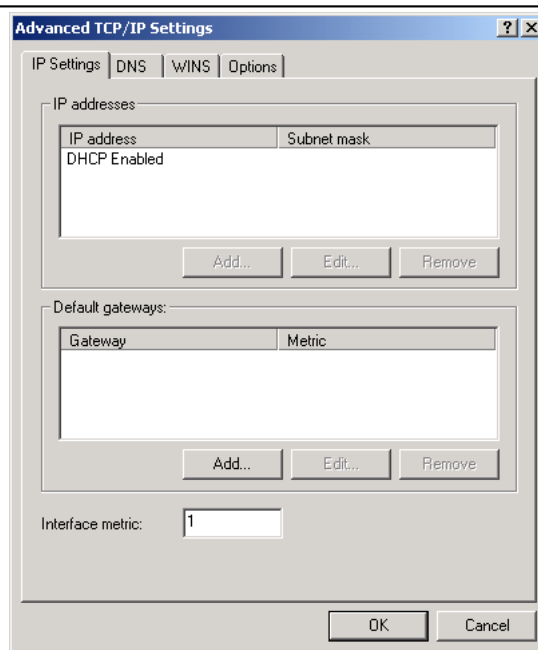 Advanced TCP/IP Settings
IP Settings DNS WINS Options
IP addresses
IP address Subnet mask
DHCP Enabled
Add... Edit... Remove
Default gateways:
Gateway Metric
Add... Edit... Remove
Interface metric: 1
OK Cancel